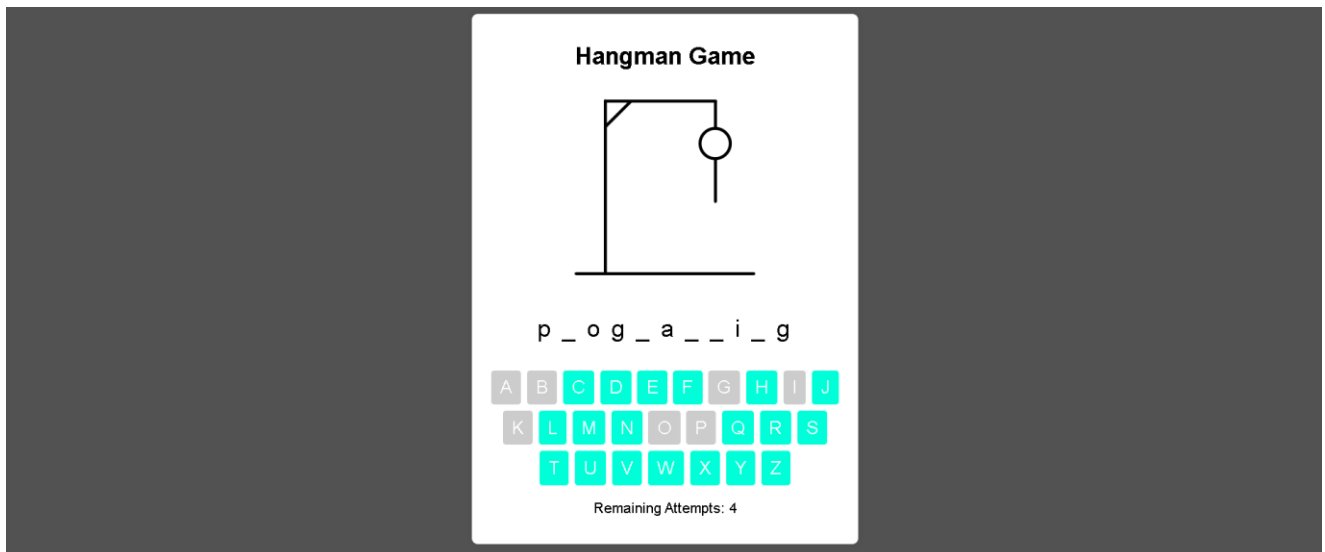 Hangman Game
p _ o g _ a _ _ i _ g
A B C D E F G H I J
K L M N O P Q R S
T U V W X Y Z
Remaining Attempts: 4